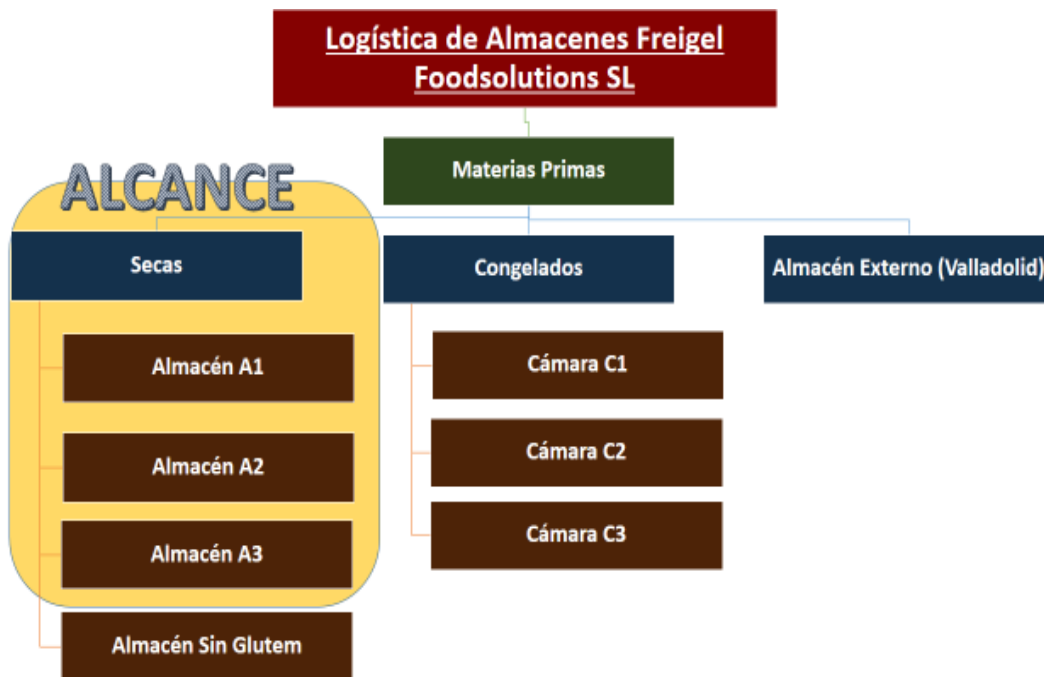 Logística de Almacenes Freigel
Foodsolutions SL
Materias Primas
ALCANCE
Secas
Congelados
Almacén Externo (Valladolid)
Almacén A1
Cámara C1
Almacén A2
Cámara C2
Almacén A3
Cámara C3
Almacén Sin Glutem